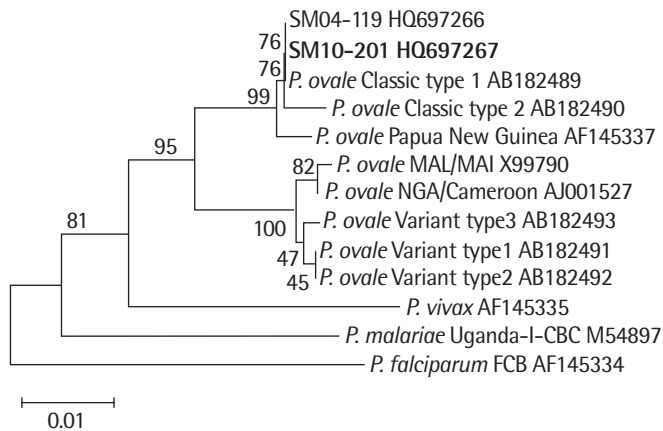 SM04-119 HQ697266
76
SM10-201 HQ697267
76
P. ovale Classic type 1 AB182489
99
P. ovale Classic type 2 AB182490
P. ovale Papua New Guinea AF145337
95
82
P. ovale MAL/MAI X99790
P. ovale NGA/Cameroon AJ001527
81
100
P. ovale Variant type3 AB182493
47
P. ovale Variant type1 AB182491
45
P. ovale Variant type2 AB182492
P. vivax AF145335
P. malariae Uganda-I-CBC M54897
P. falciparum FCB AF145334
0.01